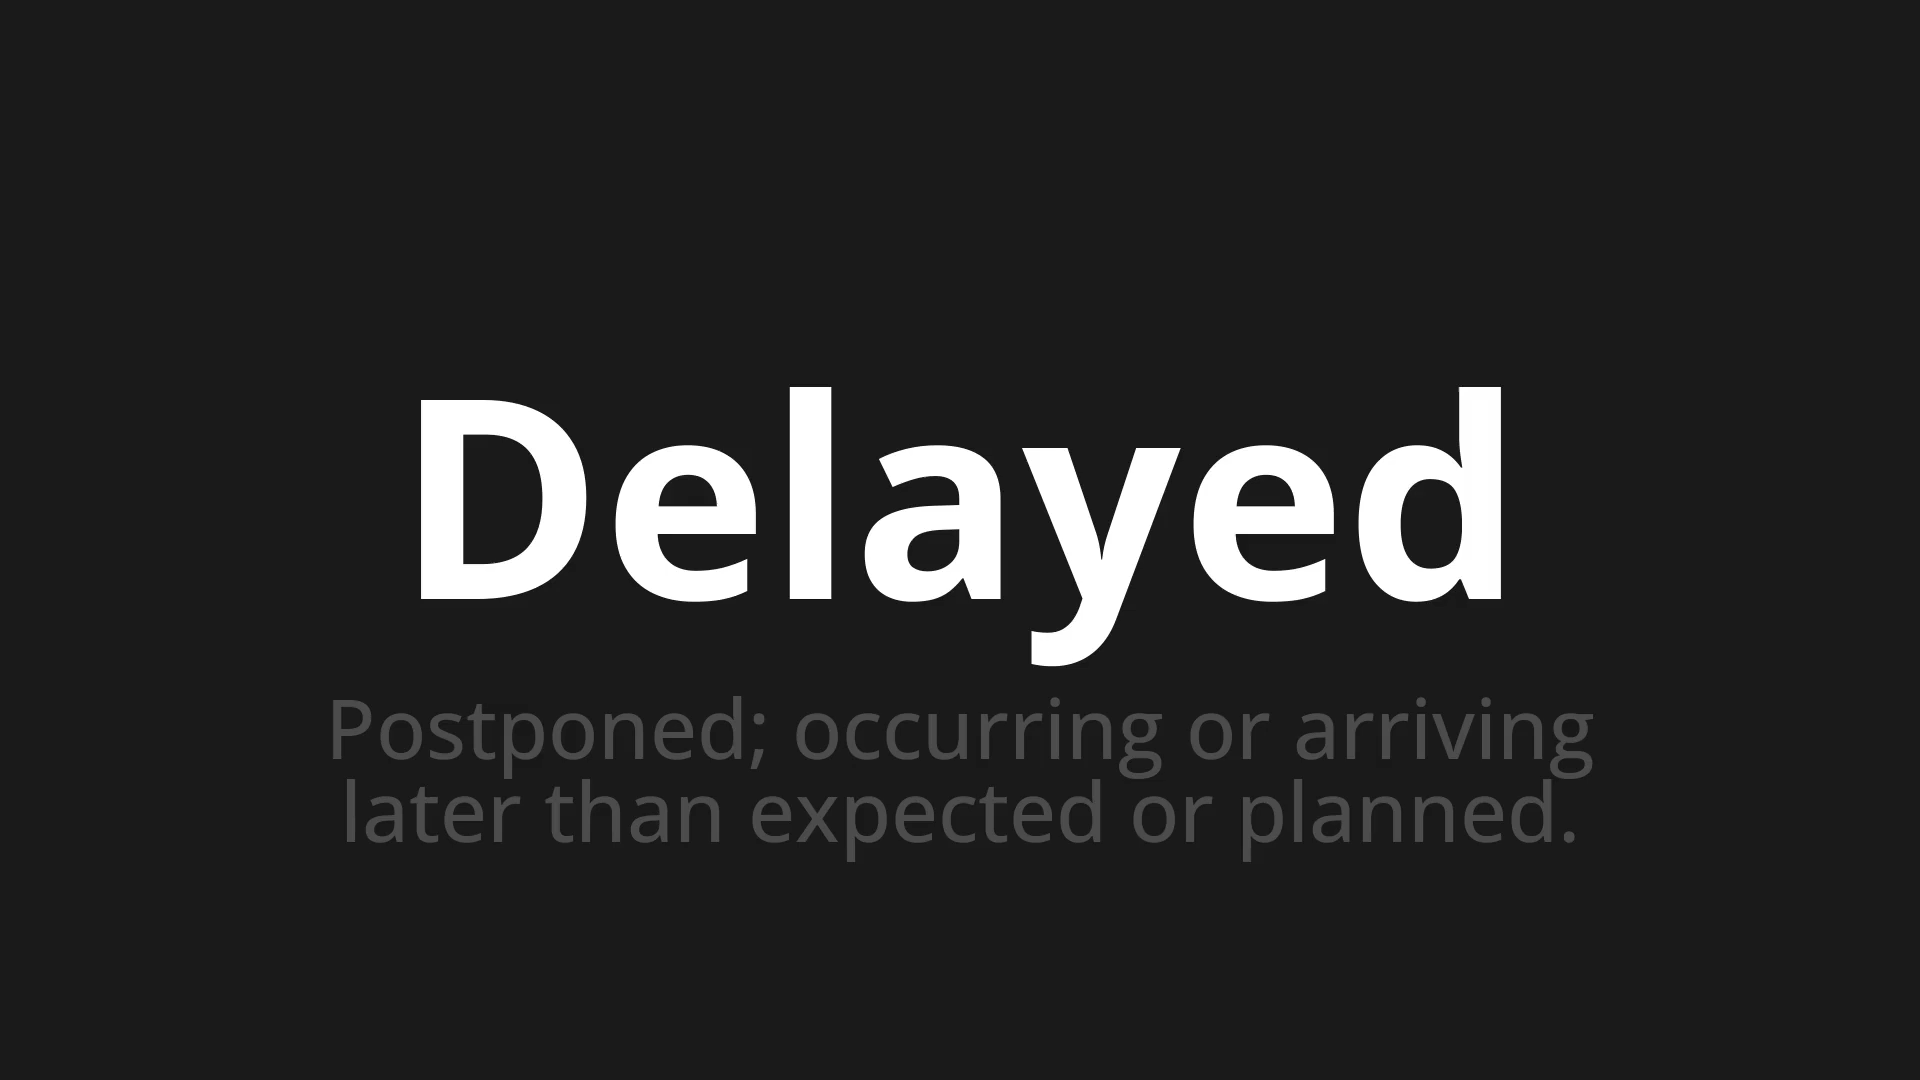 Delayed
Postponed; occurring or arriving
later than expected or planned.